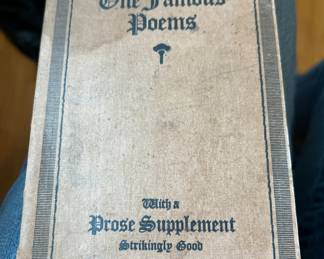 One Famous
Poems
With a
Prose Supplement
Strikingly Good